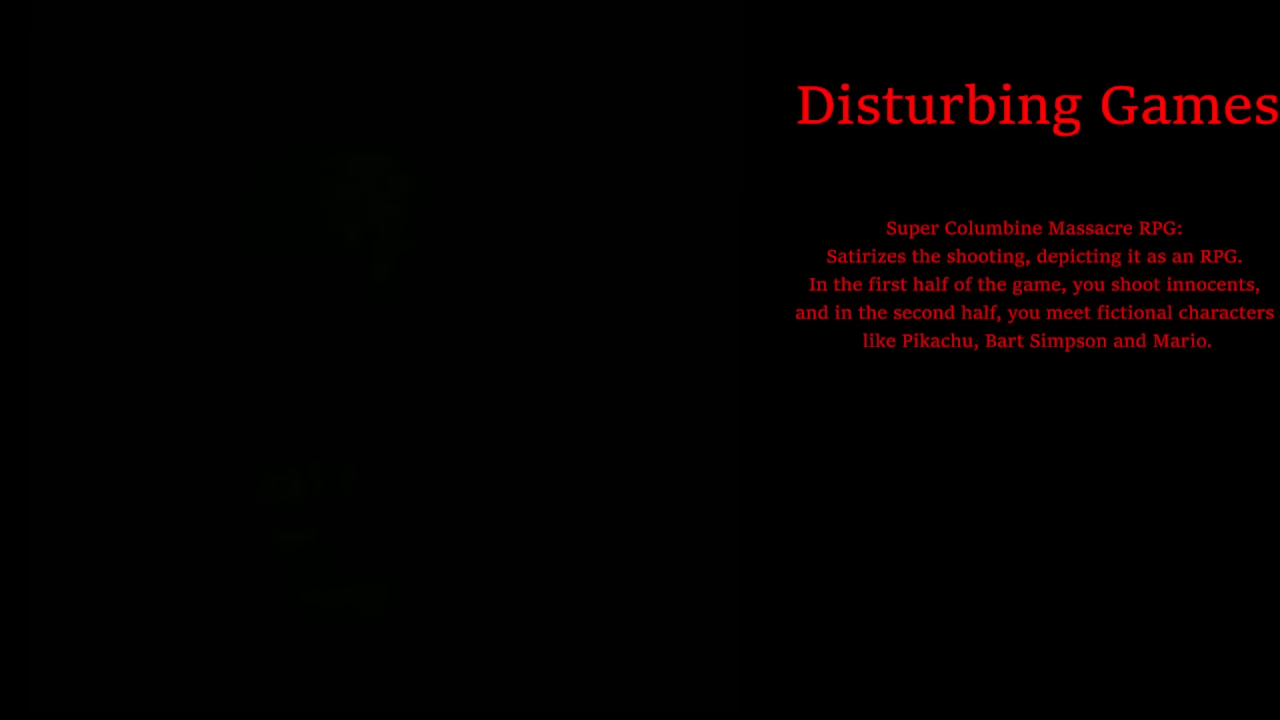 Disturbing Games
Super Columbine Massacre RPG:
Satirizes the shooting, depicting it as an RPG.
In the first half of the game, you shoot innocents,
and in the second half, you meet fictional characters
like Pikachu, Bart Simpson and Mario.